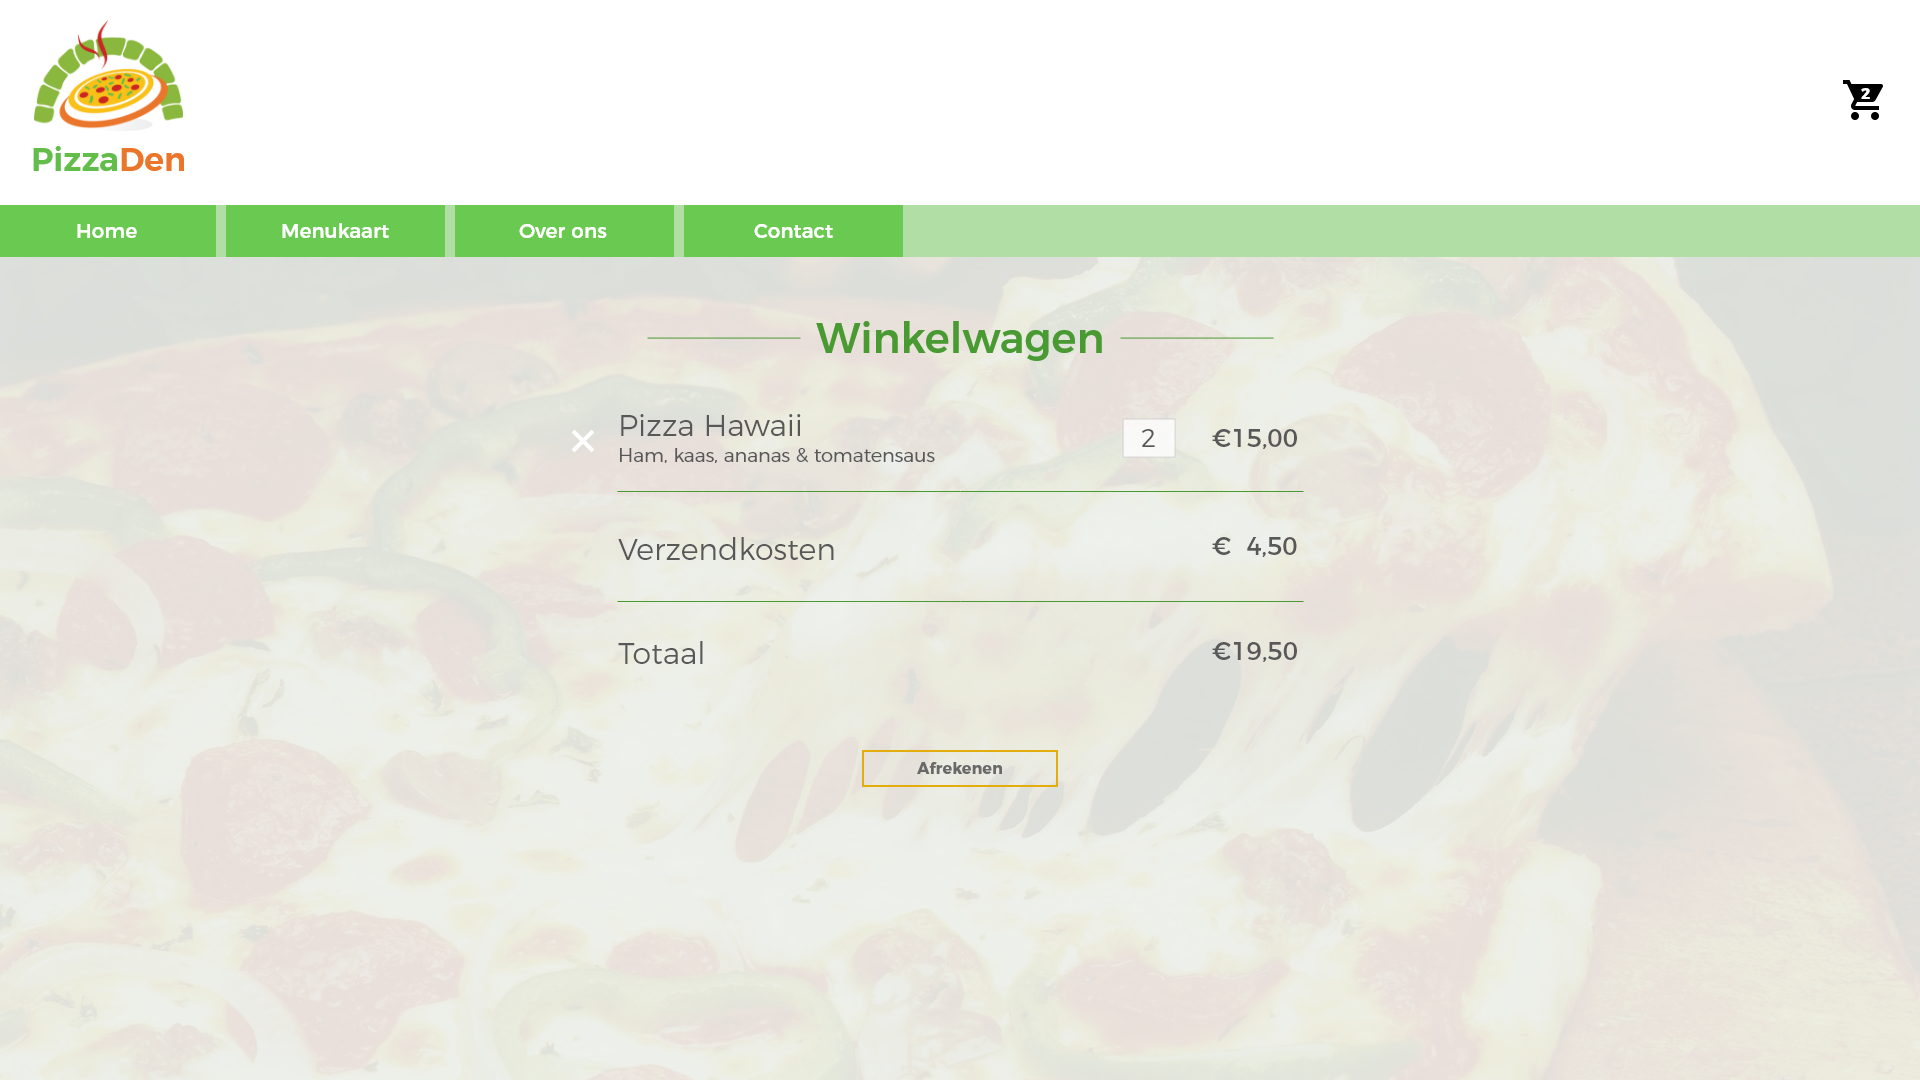 PizzaDen
2
Home
Menukaart
Over ons
Contact
Winkelwagen
Pizza Hawaii
Ham, kaas, ananas & tomatensaus
2
€15,00
Verzendkosten
€ 4,50
Totaal
€19,50
Afrekenen